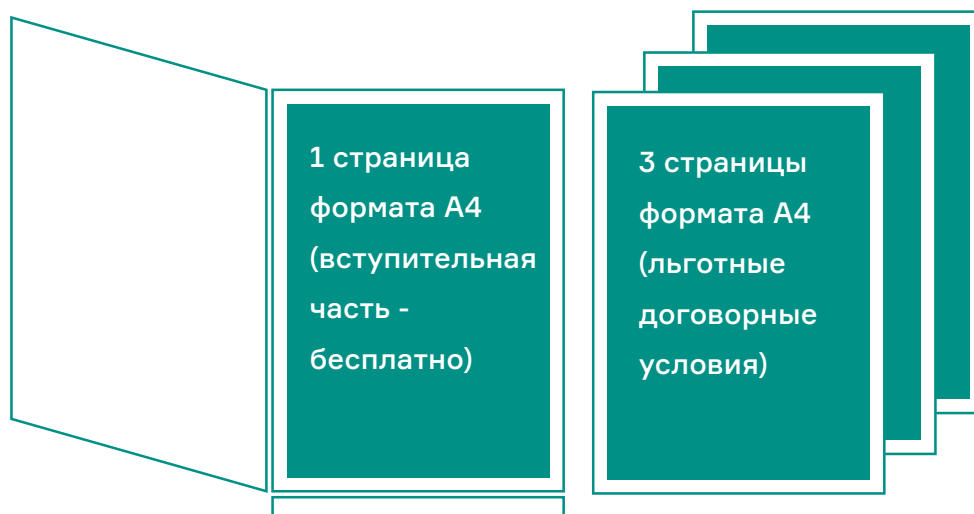 1 страница
формата А4
(вступительная
часть -
бесплатно)
3 страницы
формата А4
(льготные
договорные
условия)